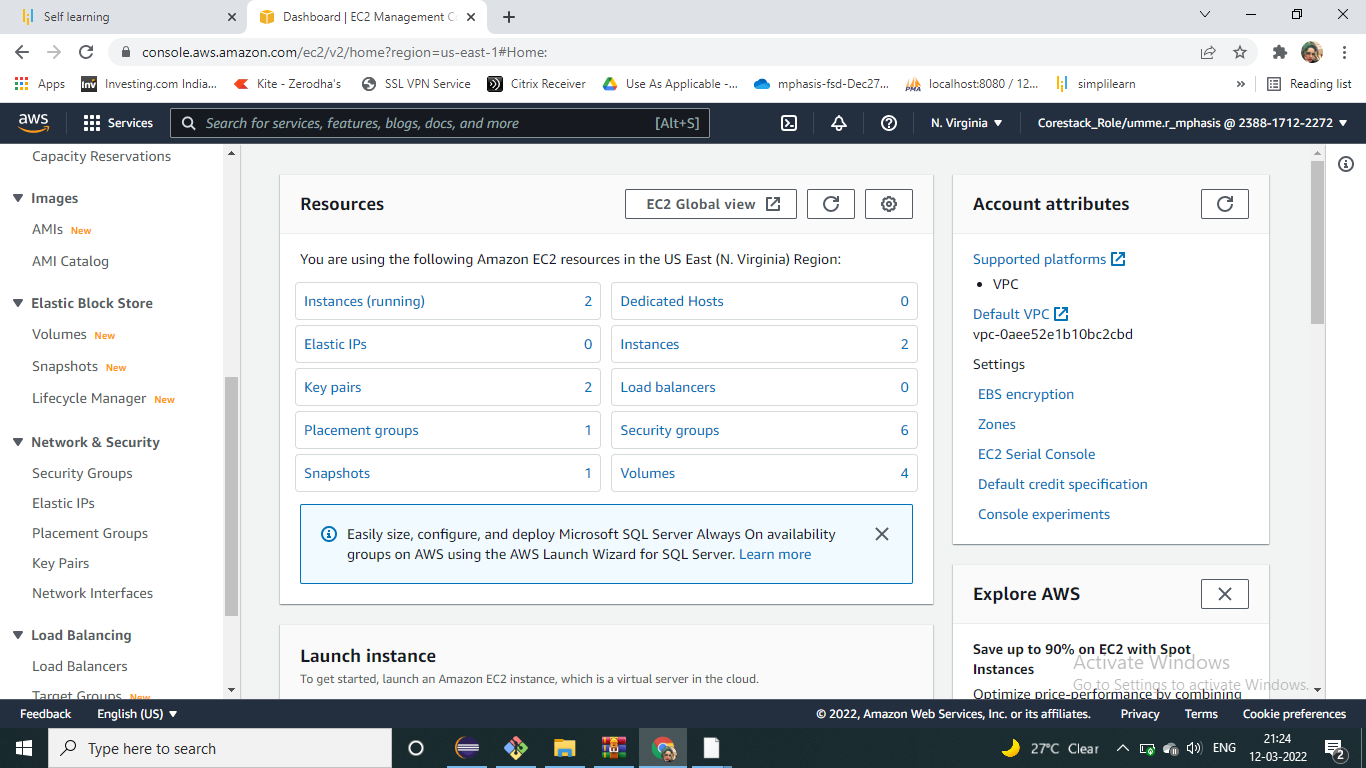 Self learning
Dashboard | EC2 Management C
console.aws.amazon.com/ec2/v2/home?region=us-east-1#Home:
Apps
Inv Investing.com India...
Kite - Zerodha's
SSL VPN Service
Citrix Receiver
Use As Applicable -...
mphasis-fsd-Dec27...
localhost:8080 / 12...
simplilearn
»
Reading list
aws
Services
Search for services, features, blogs, docs, and more [Alt+S]
N. Virginia
Corestack_Role/umme.r_mphasis @ 2388-1712-2272
Capacity Reservations
Images
AMIs New
AMI Catalog
Elastic Block Store
Volumes New
Snapshots New
Lifecycle Manager New
Network & Security
Security Groups
Elastic IPs
Placement Groups
Key Pairs
Network Interfaces
Load Balancing
Load Balancers
Target Groups New
Resources
EC2 Global view
You are using the following Amazon EC2 resources in the US East (N. Virginia) Region:
Instances (running) 2
Dedicated Hosts 0
Elastic IPs 0
Instances 2
Key pairs 2
Load balancers 0
Placement groups 1
Security groups 6
Snapshots 1
Volumes 4
Easily size, configure, and deploy Microsoft SQL Server Always On availability
groups on AWS using the AWS Launch Wizard for SQL Server. Learn more
Launch instance
To get started, launch an Amazon EC2 instance, which is a virtual server in the cloud.
Account attributes
Supported platforms
• VPC
Default VPC
vpc-0aee52e1b10bc2cbd
Settings
EBS encryption
Zones
EC2 Serial Console
Default credit specification
Console experiments
Explore AWS
Save up to 90% on EC2 with Spot
Instances
Optimize price-performance by combining
Activate Windows
Go to Settings to activate Windows.
Feedback
English (US)
© 2022, Amazon Web Services, Inc. or its affiliates.
Privacy
Terms
Cookie preferences
Type here to search
27°C Clear
ENG
21:24
12-03-2022
2